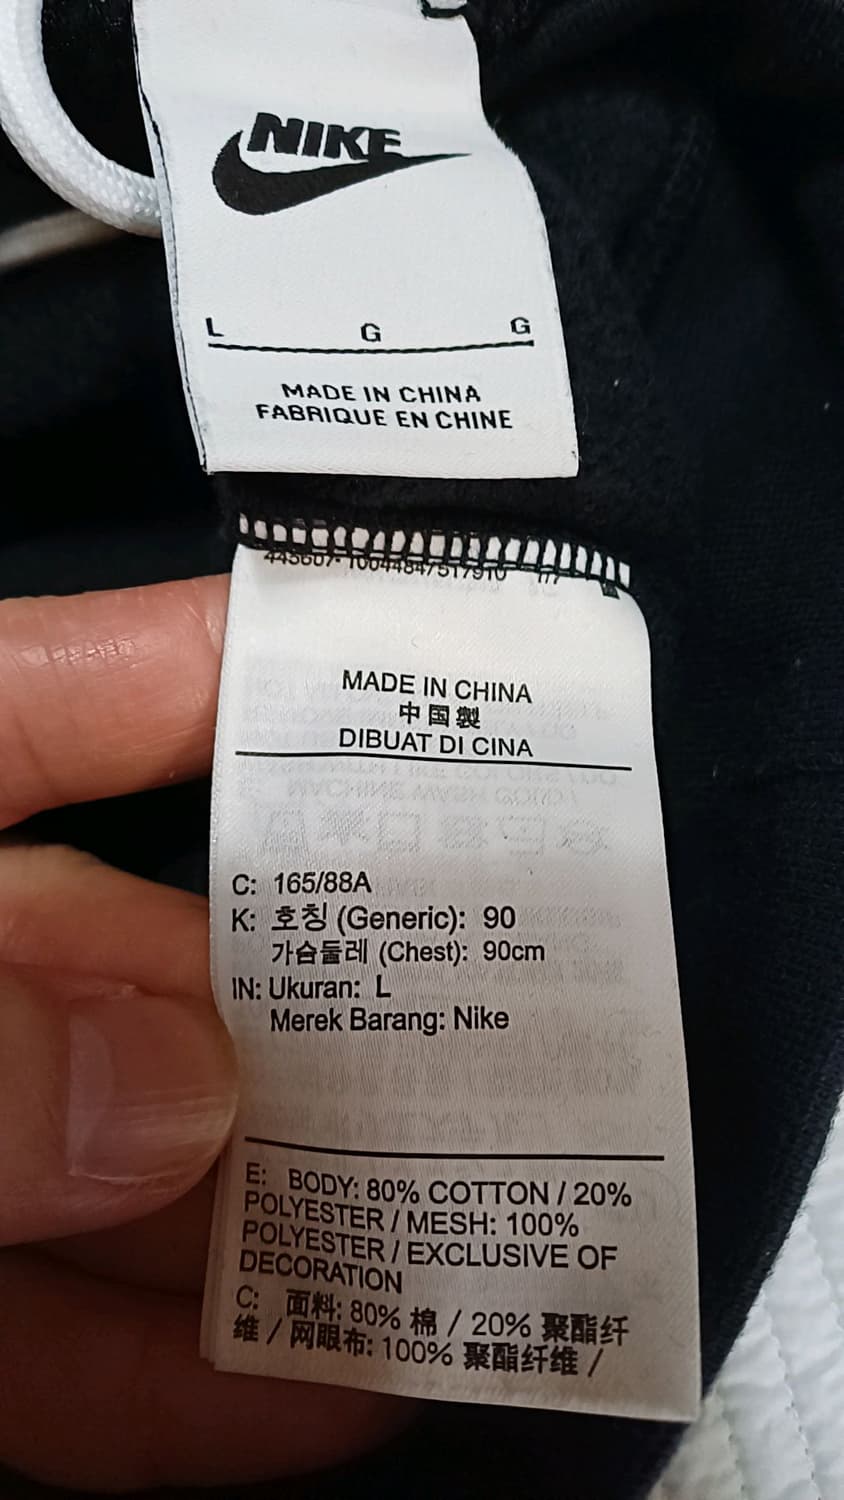 NIKE
L G G
MADE IN CHINA
FABRIQUE EN CHINE
MADE IN CHINA
中国製
DIBUAT DI CINA
C: 165/88A
K: 호칭 (Generic): 90
가슴둘레 (Chest): 90cm
IN: Ukuran: L
Merek Barang: Nike
E: BODY: 80% COTTON / 20%
POLYESTER / MESH: 100%
POLYESTER / EXCLUSIVE OF
DECORATION
C: 面料: 80% 棉 / 20% 聚酯纤
维 / 网眼布: 100% 聚酯纤维 /